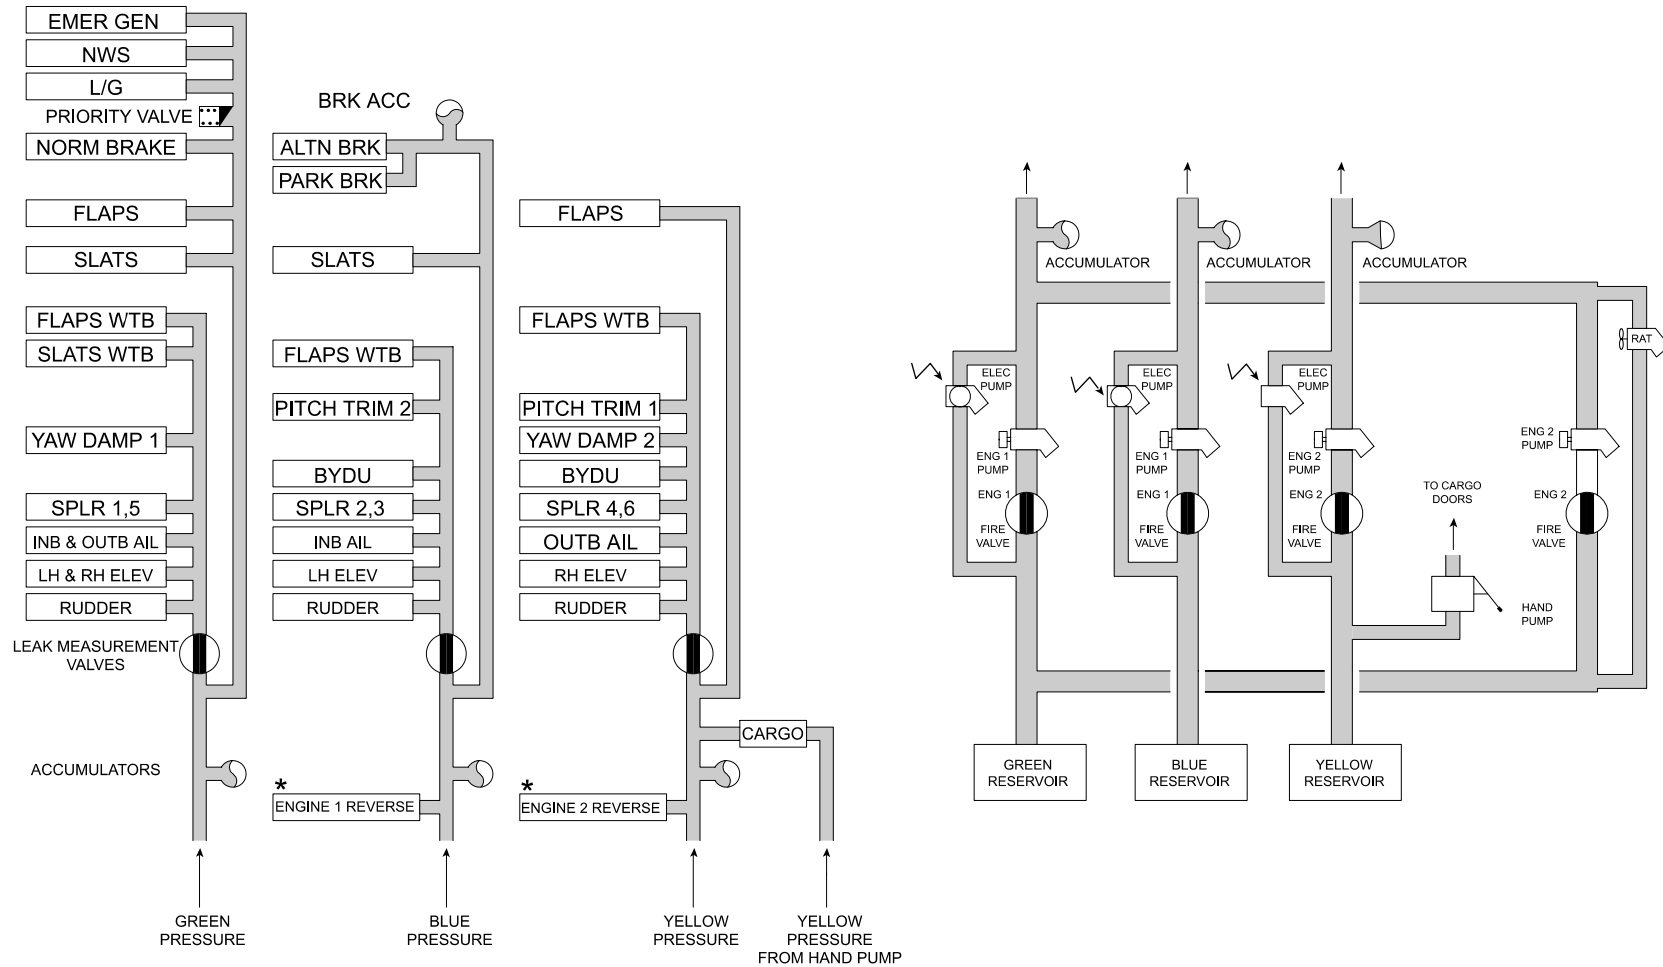 EMER GEN
NWS
L/G
PRIORITY VALVE
NORM BRAKE
FLAPS
SLATS
FLAPS WTB
SLATS WTB
YAW DAMP 1
SPLR 1,5
INB & OUTB AIL
LH & RH ELEV
RUDDER
LEAK MEASUREMENT
VALVES
ACCUMULATORS
GREEN
PRESSURE
BRK ACC
ALTN BRK
PARK BRK
SLATS
FLAPS WTB
PITCH TRIM 2
BYDU
SPLR 2,3
INB AIL
LH ELEV
RUDDER
*
ENGINE 1 REVERSE
BLUE
PRESSURE
FLAPS
FLAPS WTB
PITCH TRIM 1
YAW DAMP 2
BYDU
SPLR 4,6
OUTB AIL
RH ELEV
RUDDER
CARGO
*
ENGINE 2 REVERSE
YELLOW
PRESSURE
YELLOW
PRESSURE
FROM HAND PUMP
ACCUMULATOR
ELEC
PUMP
ENG 1
PUMP
ENG 1
FIRE
VALVE
GREEN
RESERVOIR
ACCUMULATOR
ELEC
PUMP
ENG 1
PUMP
ENG 1
FIRE
VALVE
BLUE
RESERVOIR
ACCUMULATOR
ELEC
PUMP
ENG 2
PUMP
ENG 2
FIRE
VALVE
YELLOW
RESERVOIR
TO CARGO
DOORS
HAND
PUMP
RAT
ENG 2
PUMP
ENG 2
FIRE
VALVE